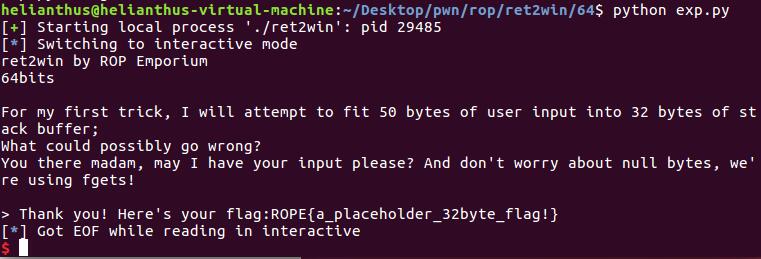 helianthus@helianthus-virtual-machine:~/Desktop/pwn/rop/ret2win/64$ python exp.py
[+] Starting local process './ret2win': pid 29485
[*] Switching to interactive mode
ret2win by ROP Emporium
64bits
For my first trick, I will attempt to fit 50 bytes of user input into 32 bytes of st
ack buffer;
What could possibly go wrong?
You there madam, may I have your input please? And don't worry about null bytes, we'
re using fgets!
> Thank you! Here's your flag:ROPE{a_placeholder_32byte_flag!}
[*] Got EOF while reading in interactive
$